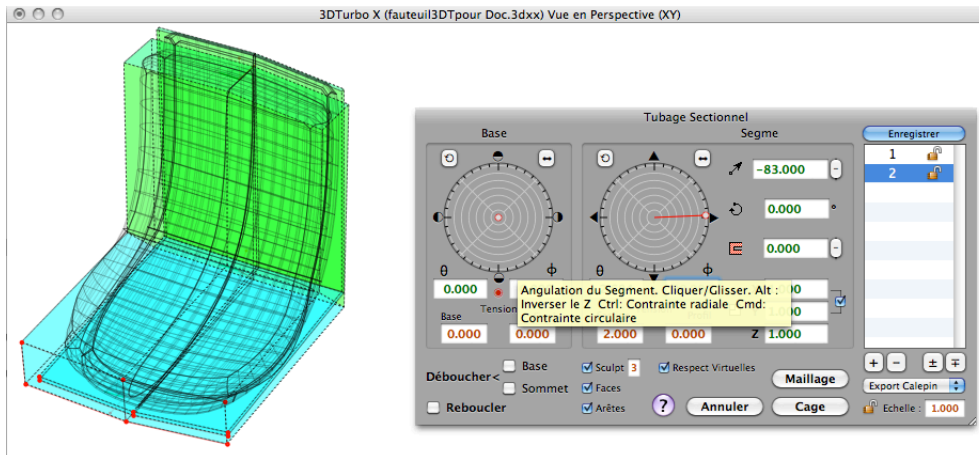 3DTurbo X (fauteuil3DTpour Doc.3dxx) Vue en Perspective (XY)
Tubage Sectionnel
Base
Segme
Enregistrer
-83.000
1
2
0.000 °
0.000
θ
ϕ
θ
ϕ
0.000
Tension
Angulation du Segment. Cliquer/Glisser. Alt :
Inverser le Z Ctrl: Contrainte radiale Cmd:
Contrainte circulaire
Base
0.000
0.000
2.000
0.000
Z 1.000
Déboucher<
Base
Sommet
Reboucler
Sculpt 3
Faces
Arêtes
Respect Virtuelles
?
Maillage
Annuler
Cage
+ − ± ∓
Export Calepin
Echelle : 1.000